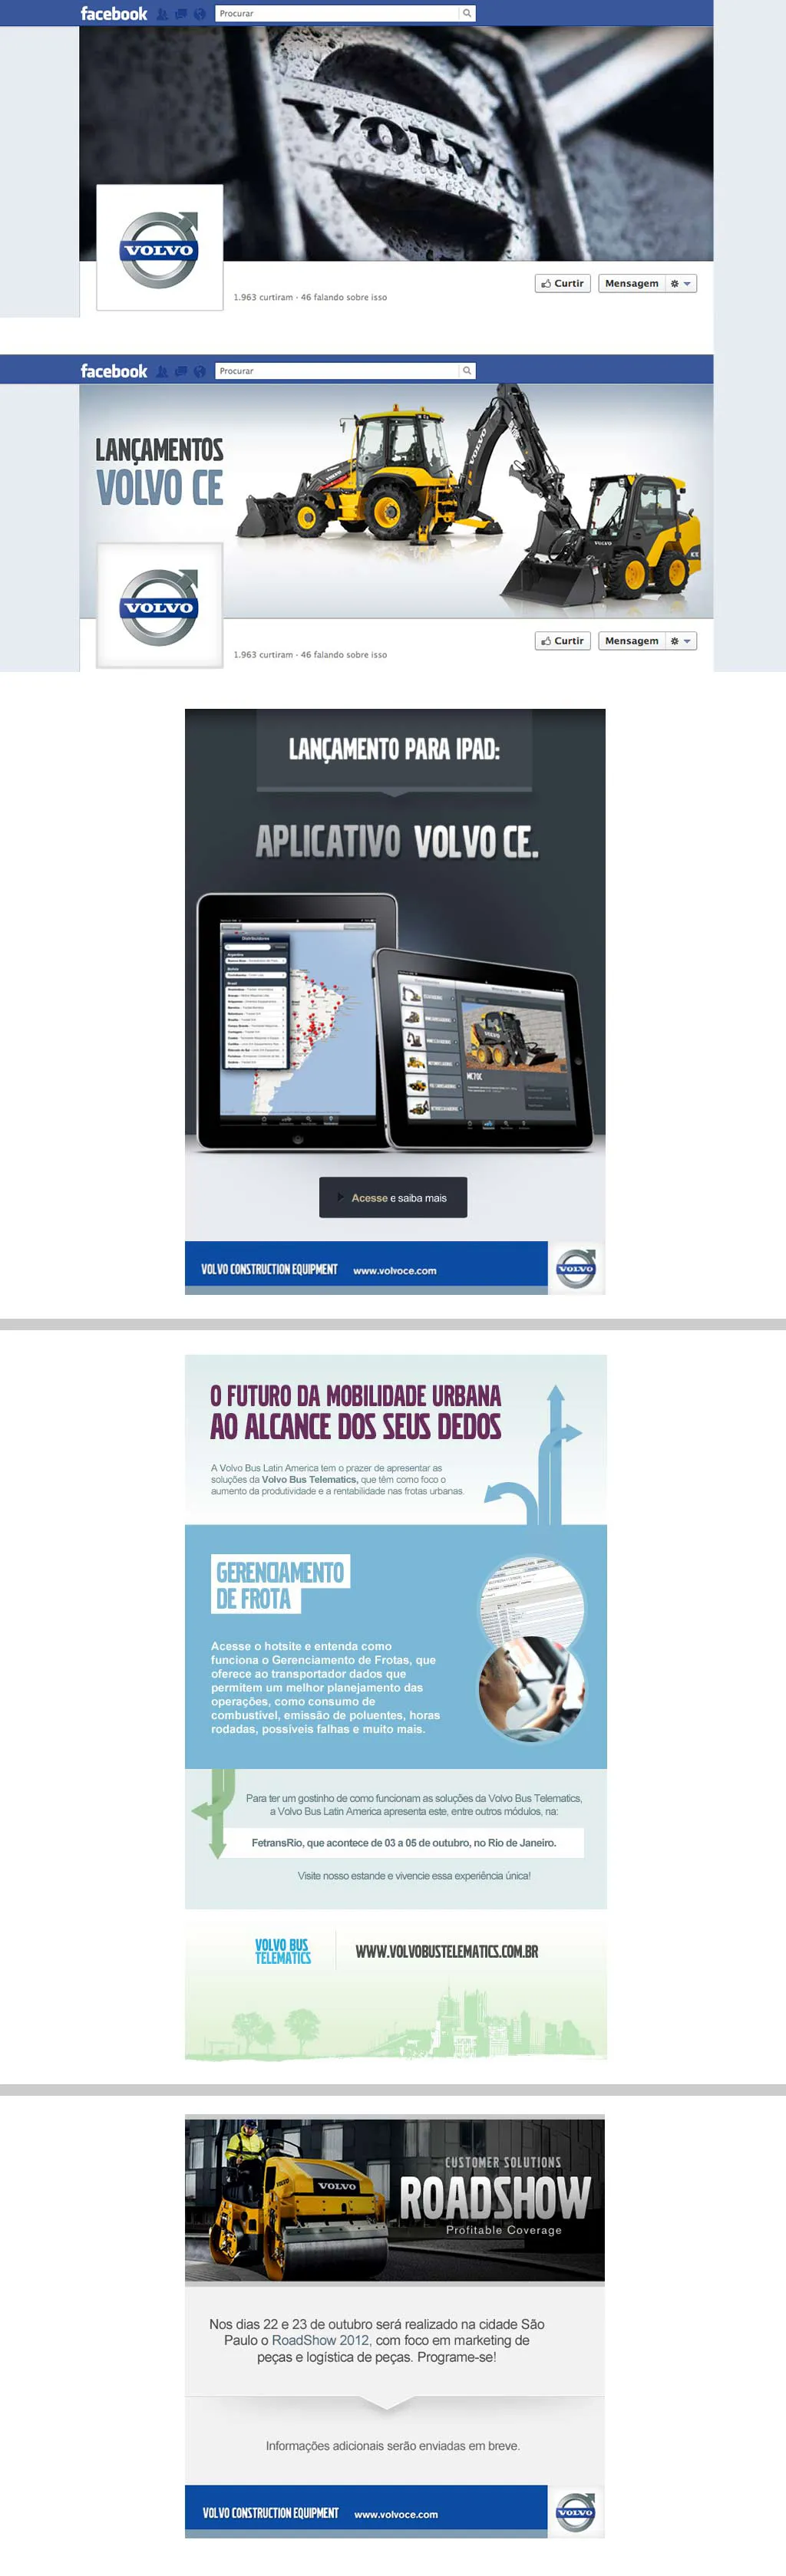 facebook
Procurar
VOLV
VOLVO
1.963 curtiram · 46 falando sobre isso
Curtir
Mensagem
facebook
Procurar
LANÇAMENTOS
VOLVO CE
VOLVO
VOLVO
VOLVO
1.963 curtiram · 46 falando sobre isso
Curtir
Mensagem
LANÇAMENTO PARA IPAD:
APLICATIVO VOLVO CE.
Distribuidores
Argentina
Bolivia
Brasil
MC70C
Acesse e saiba mais
VOLVO CONSTRUCTION EQUIPMENT www.volvoce.com
VOLVO
O FUTURO DA MOBILIDADE URBANA
AO ALCANCE DOS SEUS DEDOS
A Volvo Bus Latin America tem o prazer de apresentar as
soluções da Volvo Bus Telematics, que têm como foco o
aumento da produtividade e a rentabilidade nas frotas urbanas.
GERENCIAMENTO
DE FROTA
Acesse o hotsite e entenda como
funciona o Gerenciamento de Frotas, que
oferece ao transportador dados que
permitem um melhor planejamento das
operações, como consumo de
combustível, emissão de poluentes, horas
rodadas, possíveis falhas e muito mais.
Para ter um gostinho de como funcionam as soluções da Volvo Bus Telematics,
a Volvo Bus Latin America apresenta este, entre outros módulos, na:
FetransRio, que acontece de 03 a 05 de outubro, no Rio de Janeiro.
Visite nosso estande e vivencie essa experiência única!
VOLVO BUS
TELEMATICS
WWW.VOLVOBUSTELEMATICS.COM.BR
CUSTOMER SOLUTIONS
ROADSHOW
Profitable Coverage
VOLVO
VOLVO
Nos dias 22 e 23 de outubro será realizado na cidade São
Paulo o RoadShow 2012, com foco em marketing de
peças e logística de peças. Programe-se!
Informações adicionais serão enviadas em breve.
VOLVO CONSTRUCTION EQUIPMENT www.volvoce.com
VOLVO